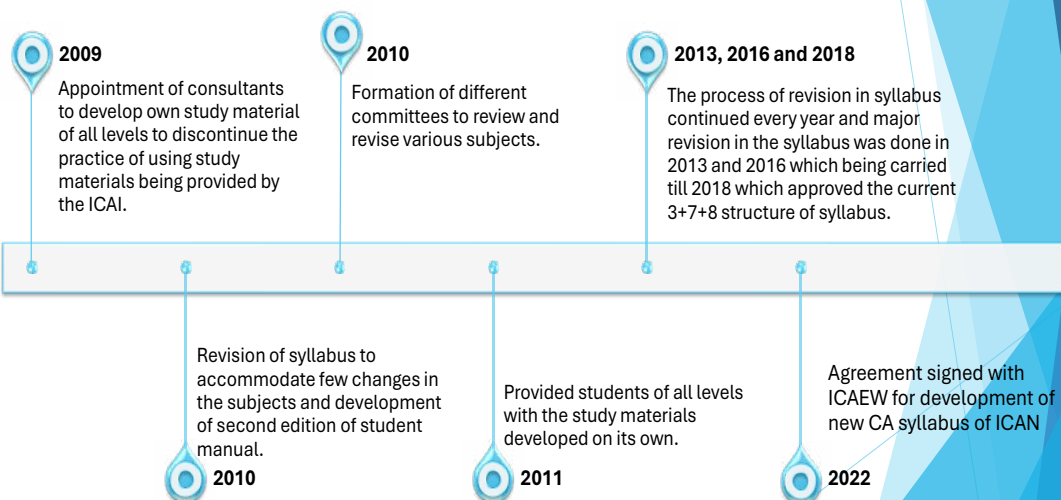 2009
Appointment of consultants
to develop own study material
of all levels to discontinue the
practice of using study
materials being provided by
the ICAI.
Revision of syllabus to
accommodate few changes in
the subjects and development
of second edition of student
manual.
2010
2010
Formation of different
committees to review and
revise various subjects.
Provided students of all levels
with the study materials
developed on its own.
2011
2013, 2016 and 2018
The process of revision in syllabus
continued every year and major
revision in the syllabus was done in
2013 and 2016 which being carried
till 2018 which approved the current
3+7+8 structure of syllabus.
Agreement signed with
ICAEW for development of
new CA syllabus of ICAN
2022